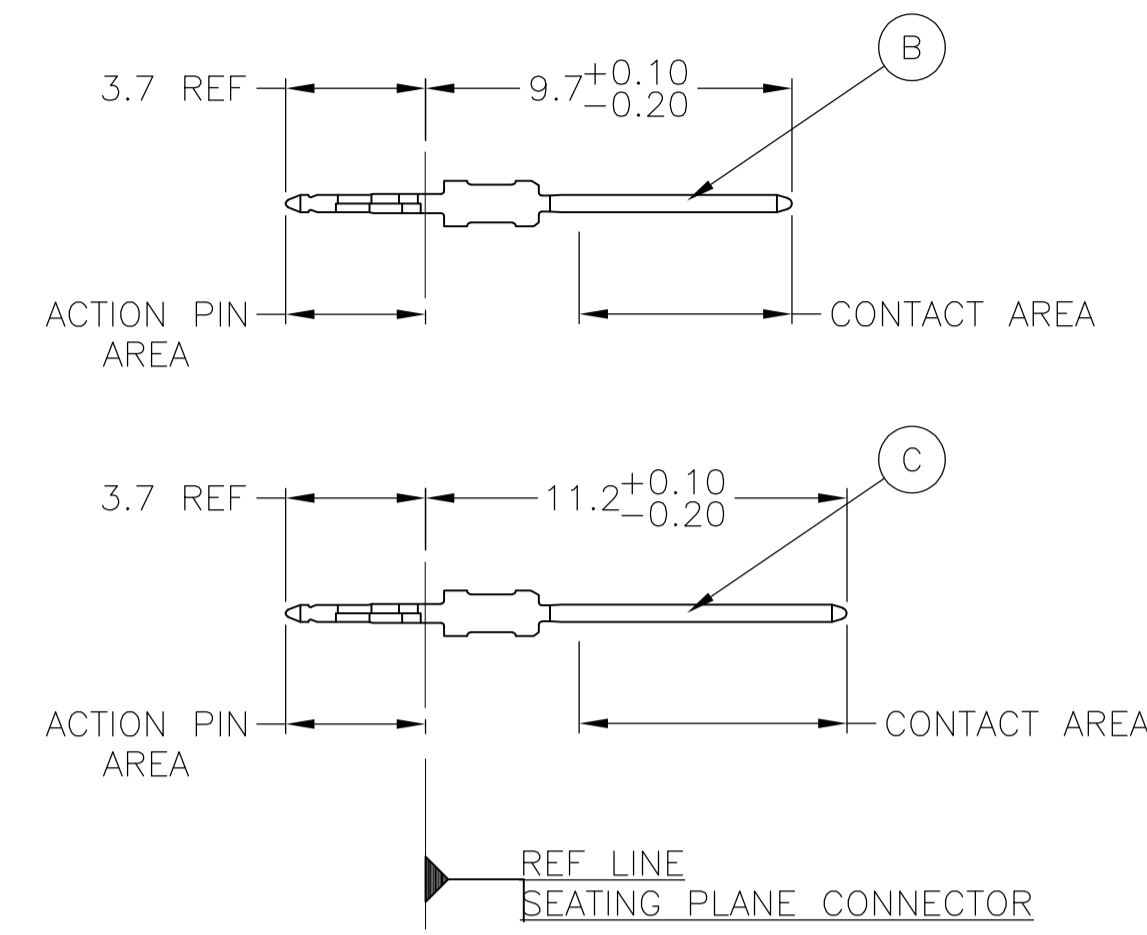 B
3.7 REF
9.7 +0.10
-0.20
ACTION PIN
AREA
CONTACT AREA
C
3.7 REF
11.2 +0.10
-0.20
ACTION PIN
AREA
CONTACT AREA
REF LINE
SEATING PLANE CONNECTOR